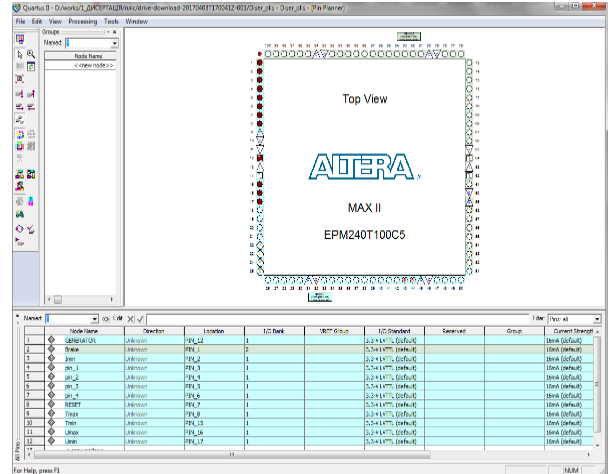 Quartus II - D:/works/1_ДИСЕРТАЦІЯ/mic/drive-download-20170403T170041Z-001/Diser_plis - Diser_plis - [Pin Planner]
File Edit View Processing Tools Window
Groups
Named:
Node Name
<<new node>>
Top View
ALTERA
MAX II
EPM240T100C5
Named: Edit Filter: Pins: all
Node Name Direction Location I/O Bank VREF Group I/O Standard Reserved Group Current Strength
1 GENERATOR Unknown PIN_12 1 3.3-V LVTTL (default) 16mA (default)
2 Brake Unknown PIN_1 2 3.3-V LVTTL (default) 16mA (default)
3 Imin Unknown PIN_2 1 3.3-V LVTTL (default) 16mA (default)
4 pin_1 Unknown PIN_3 1 3.3-V LVTTL (default) 16mA (default)
5 pin_2 Unknown PIN_4 1 3.3-V LVTTL (default) 16mA (default)
6 pin_3 Unknown PIN_5 1 3.3-V LVTTL (default) 16mA (default)
7 pin_4 Unknown PIN_6 1 3.3-V LVTTL (default) 16mA (default)
8 RESET Unknown PIN_7 1 3.3-V LVTTL (default) 16mA (default)
9 Tmax Unknown PIN_8 1 3.3-V LVTTL (default) 16mA (default)
10 Tmin Unknown PIN_15 1 3.3-V LVTTL (default) 16mA (default)
11 Umax Unknown PIN_16 1 3.3-V LVTTL (default) 16mA (default)
12 Umin Unknown PIN_17 1 3.3-V LVTTL (default) 16mA (default)
All Pins
For Help, press F1 NUM